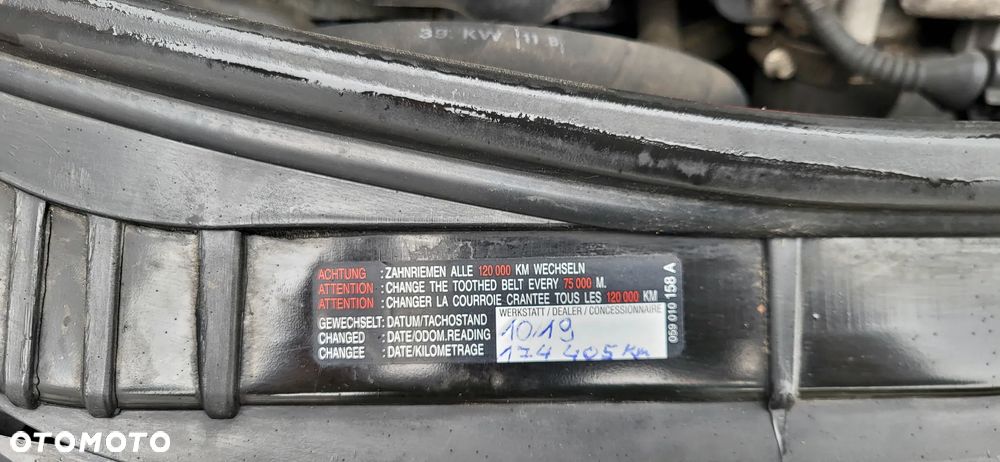 39. KW 11 B
ACHTUNG : ZAHNRIEMEN ALLE 120 000 KM WECHSELN
ATTENTION : CHANGE THE TOOTHED BELT EVERY 75 000 M.
ATTENTION : CHANGER LA COURROIE CRANTEE TOUS LES 120 000 KM
GEWECHSELT: DATUM/TACHOSTAND
CHANGED : DATE/ODOM.READING
CHANGEE : DATE/KILOMETRAGE
WERKSTATT / DEALER / CONCESSIONNAIRE
10/19
174 405 km
059 010 158 A
OTOMOTO